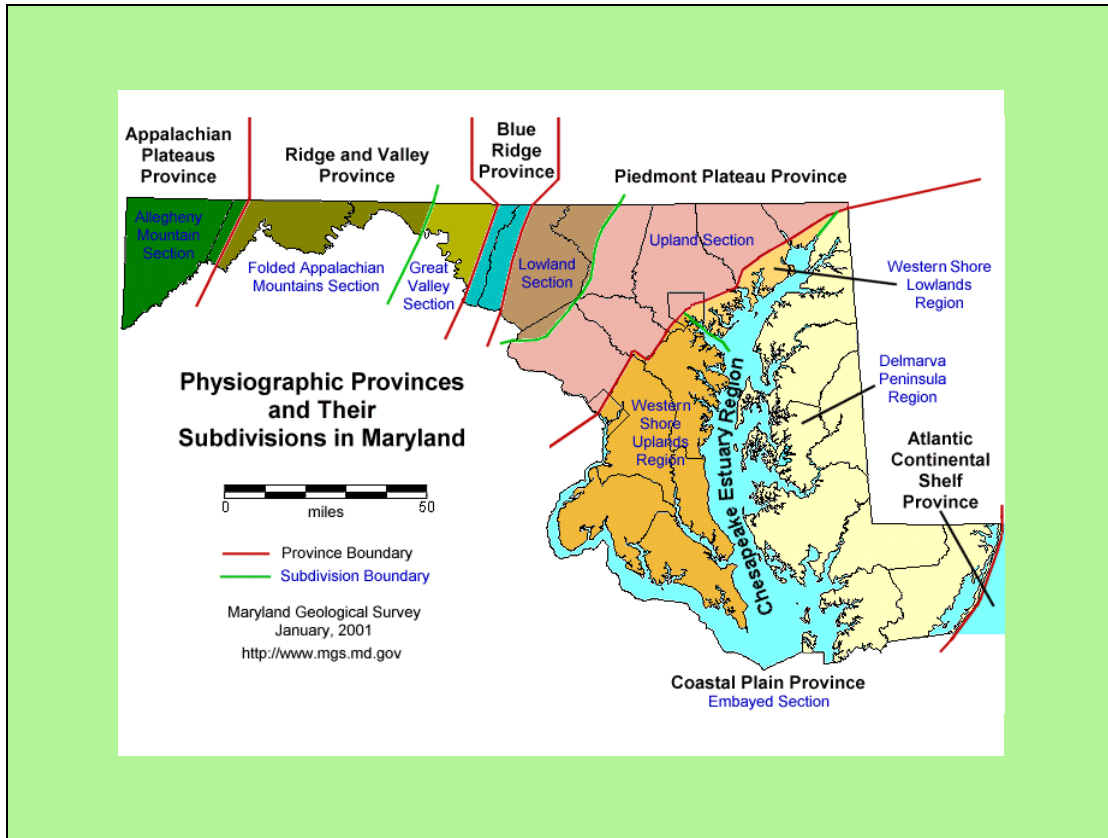 Appalachian
Plateaus
Province
Ridge and Valley
Province
Blue
Ridge
Province
Piedmont Plateau Province
Allegheny
Mountain
Section
Folded Appalachian
Mountains Section
Great
Valley
Section
Lowland
Section
Upland Section
Western Shore
Lowlands
Region
Delmarva
Peninsula
Region
Physiographic Provinces
and Their
Subdivisions in Maryland
Western
Shore
Uplands
Region
Chesapeake Estuary Region
Atlantic
Continental
Shelf
Province
0 50
miles
Province Boundary
Subdivision Boundary
Maryland Geological Survey
January, 2001
http://www.mgs.md.gov
Coastal Plain Province
Embayed Section